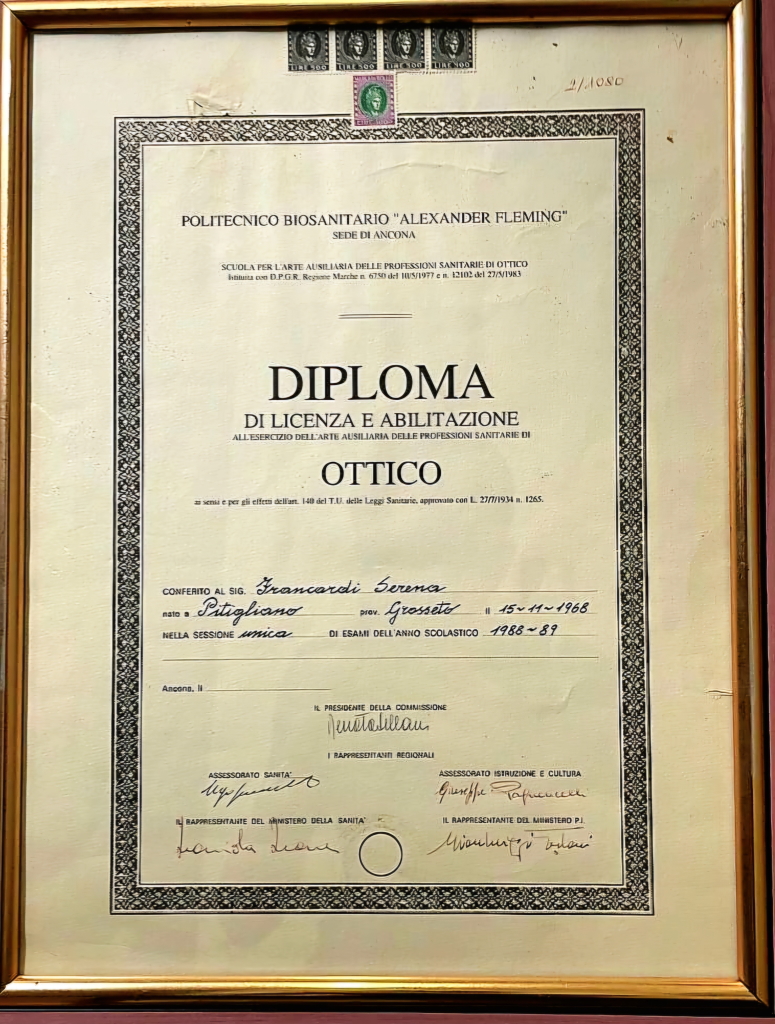 LIRE 500 LIRE 500 LIRE 500 LIRE 500
2/1080
POLITECNICO BIOSANITARIO "ALEXANDER FLEMING"
SEDE DI ANCONA
SCUOLA PER L'ARTE AUSILIARIA DELLE PROFESSIONI SANITARIE DI OTTICO
Istituita con D.P.G.R. Regione Marche n. 6750 del 10/5/1977 e n. 12102 del 27/5/1983
DIPLOMA
DI LICENZA E ABILITAZIONE
ALL'ESERCIZIO DELL'ARTE AUSILIARIA DELLE PROFESSIONI SANITARIE DI
OTTICO
ai sensi e per gli effetti dell'art. 140 del T.U. delle Leggi Sanitarie, approvato con L. 27/7/1934 n. 1265.
CONFERITO AL SIG. Francardi Serena
nato a Pitigliano prov. Grosseto il 15-11-1968
NELLA SESSIONE unica DI ESAMI DELL'ANNO SCOLASTICO 1988-89
Ancona, li
IL PRESIDENTE DELLA COMMISSIONE
I RAPPRESENTANTI REGIONALI
ASSESSORATO SANITA' ASSESSORATO ISTRUZIONE E CULTURA
Giuseppe
IL RAPPRESENTANTE DEL MINISTERO DELLA SANITA' IL RAPPRESENTANTE DEL MINISTERO P.I.